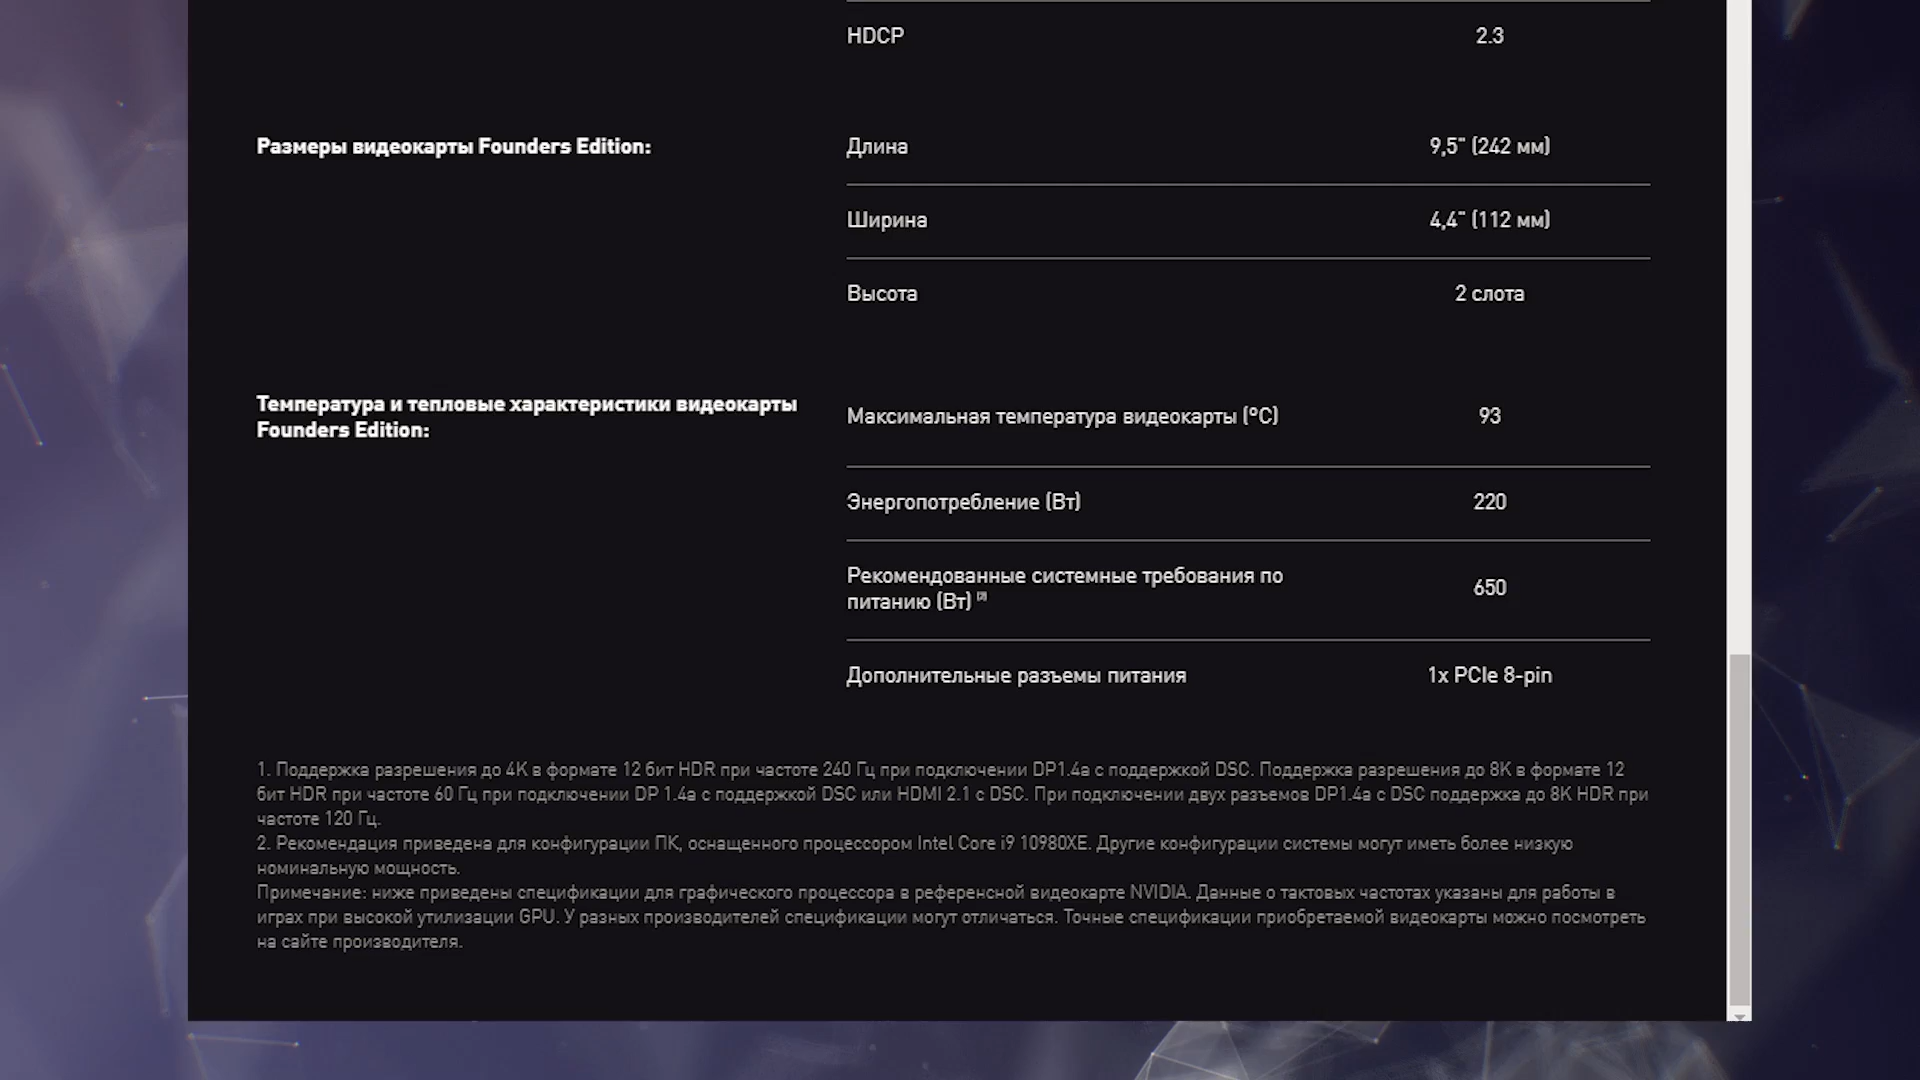 HDCP 2.3
Размеры видеокарты Founders Edition: Длина 9,5" (242 мм)
Ширина 4,4" (112 мм)
Высота 2 слота
Температура и тепловые характеристики видеокарты
Founders Edition:
Максимальная температура видеокарты (°C) 93
Энергопотребление (Вт) 220
Рекомендованные системные требования по
питанию (Вт) [2] 650
Дополнительные разъемы питания 1x PCIe 8-pin
1. Поддержка разрешения до 4K в формате 12 бит HDR при частоте 240 Гц при подключении DP1.4a с поддержкой DSC. Поддержка разрешения до 8K в формате 12
бит HDR при частоте 60 Гц при подключении DP 1.4a с поддержкой DSC или HDMI 2.1 с DSC. При подключении двух разъемов DP1.4a с DSC поддержка до 8K HDR при
частоте 120 Гц.
2. Рекомендация приведена для конфигурации ПК, оснащенного процессором Intel Core i9 10980XE. Другие конфигурации системы могут иметь более низкую
номинальную мощность.
Примечание: ниже приведены спецификации для графического процессора в референсной видеокарте NVIDIA. Данные о тактовых частотах указаны для работы в
играх при высокой утилизации GPU. У разных производителей спецификации могут отличаться. Точные спецификации приобретаемой видеокарты можно посмотреть
на сайте производителя.